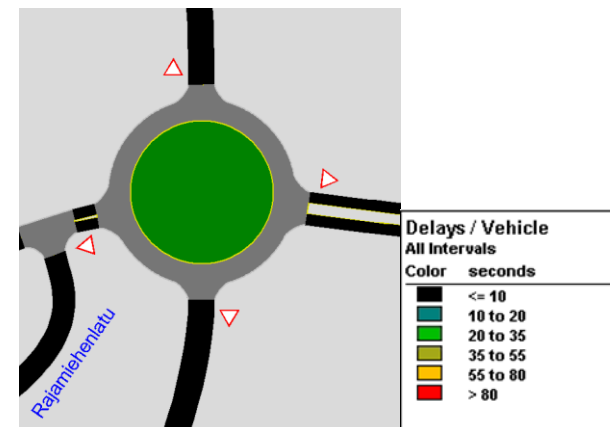 Rajamiehenlatu
Delays / Vehicle
All Intervals
Color seconds
<= 10
10 to 20
20 to 35
35 to 55
55 to 80
> 80